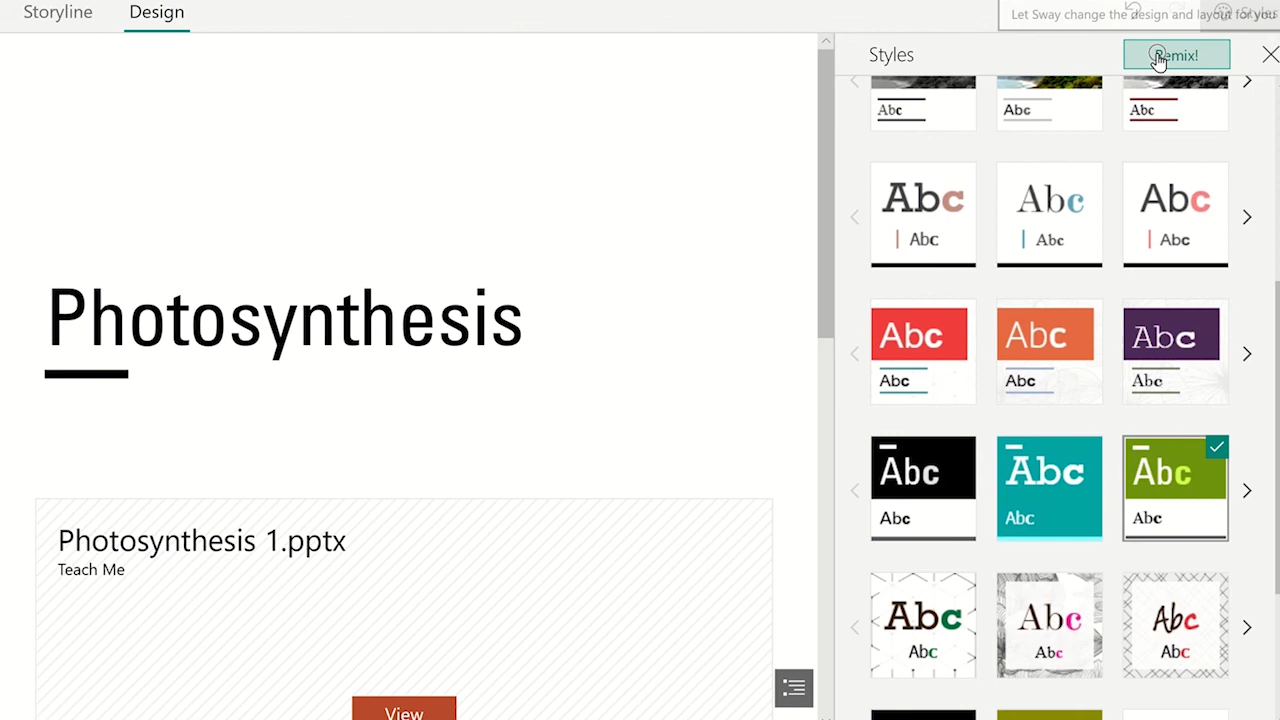 Storyline Design
Let Sway change the design and layout for you
Styles Remix!
Abc Abc Abc
Photosynthesis
Abc Abc Abc
Abc Abc Abc
Abc Abc Abc
Abc Abc Abc
Abc Abc Abc
Abc Abc Abc
Photosynthesis 1.pptx
Teach Me
Abc Abc Abc
Abc Abc Abc
View